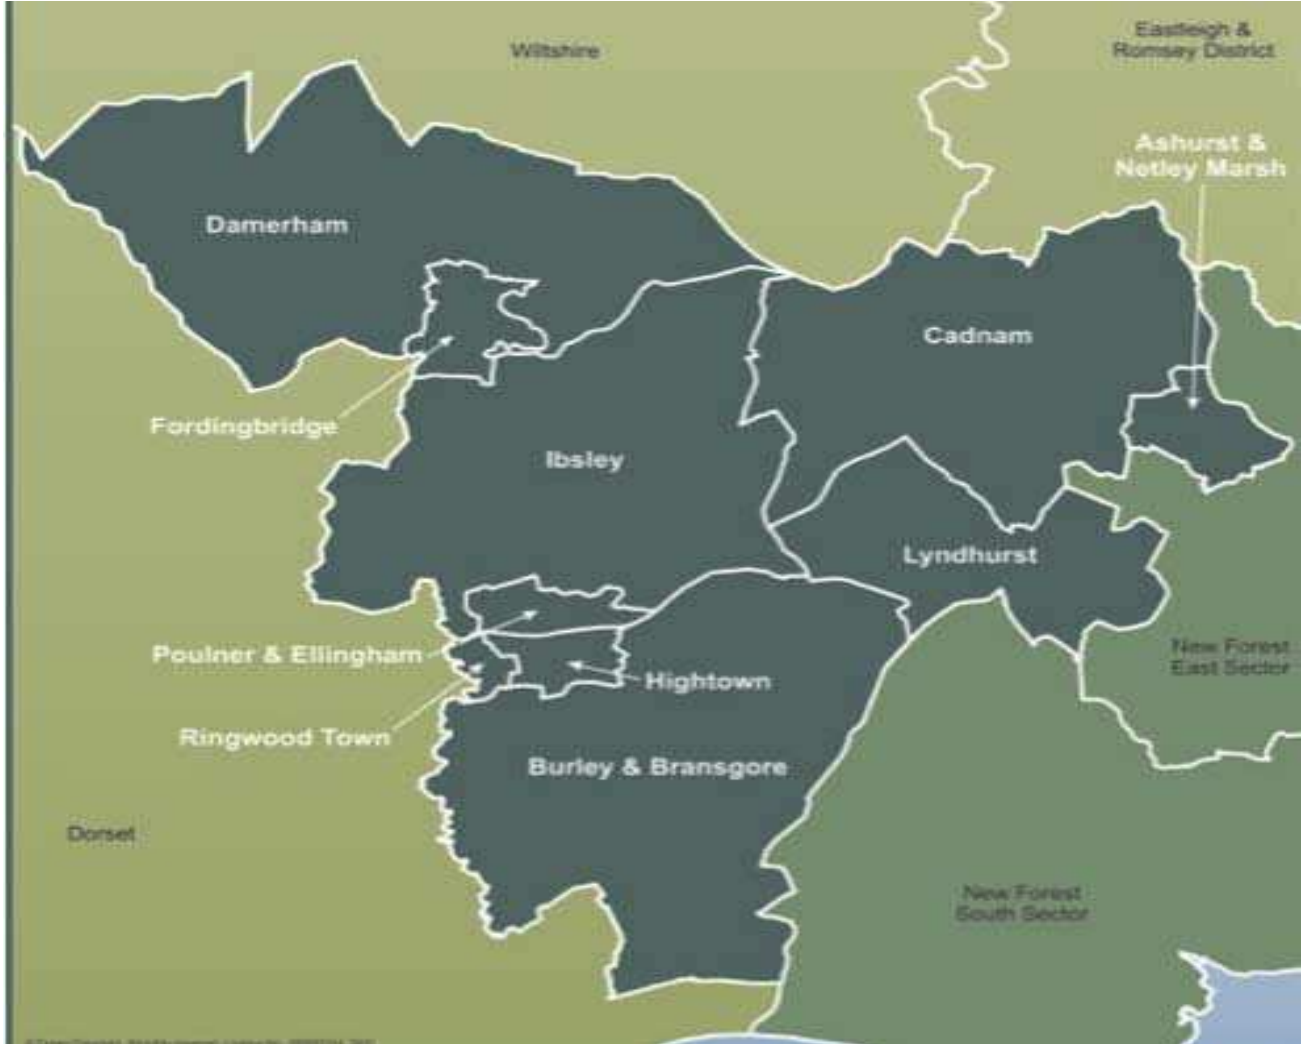 Wiltshire
Eastleigh &
Romsey District
Ashurst &
Netley Marsh
Damerham
Cadnam
Fordingbridge
Ibsley
Lyndhurst
Poulner & Ellingham
New Forest
East Sector
Hightown
Ringwood Town
Burley & Bransgore
Dorset
New Forest
South Sector